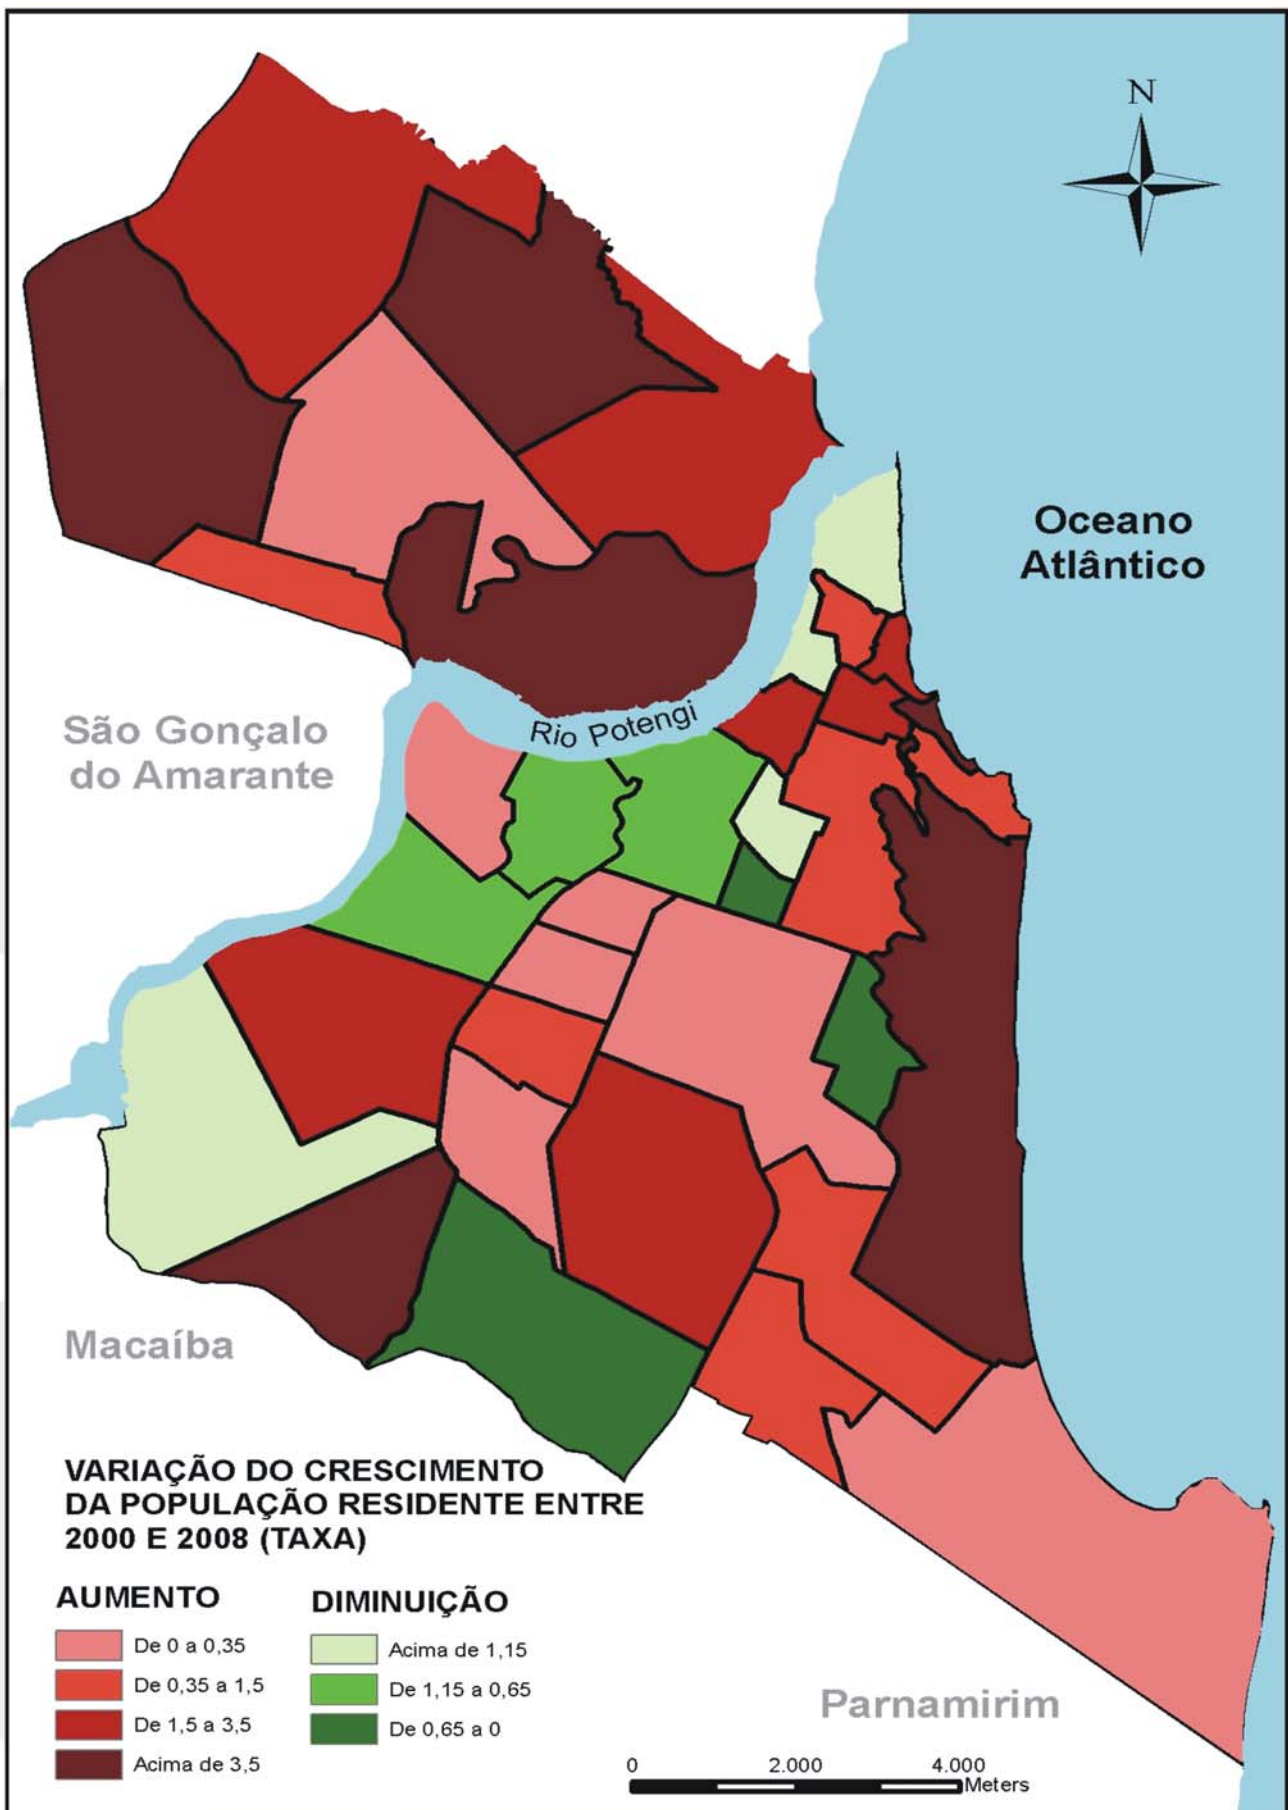 N
Oceano
Atlântico
São Gonçalo
do Amarante
Rio Potengi
Macaíba
VARIAÇÃO DO CRESCIMENTO
DA POPULAÇÃO RESIDENTE ENTRE
2000 E 2008 (TAXA)
AUMENTO
De 0 a 0,35
De 0,35 a 1,5
De 1,5 a 3,5
Acima de 3,5
DIMINUIÇÃO
Acima de 1,15
De 1,15 a 0,65
De 0,65 a 0
Parnamirim
0 2.000 4.000
Meters